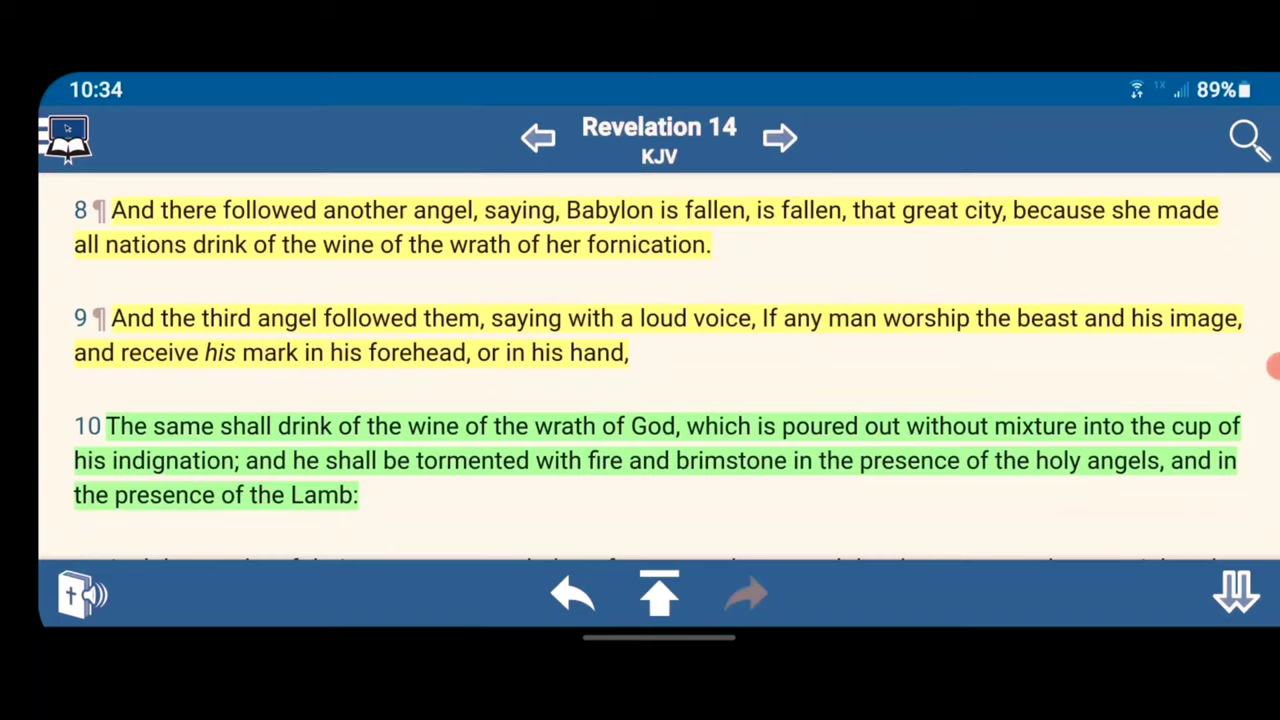 10:34
1X
89%
Revelation 14
KJV
8 ¶ And there followed another angel, saying, Babylon is fallen, is fallen, that great city, because she made
all nations drink of the wine of the wrath of her fornication.
9 ¶ And the third angel followed them, saying with a loud voice, If any man worship the beast and his image,
and receive his mark in his forehead, or in his hand,
10 The same shall drink of the wine of the wrath of God, which is poured out without mixture into the cup of
his indignation; and he shall be tormented with fire and brimstone in the presence of the holy angels, and in
the presence of the Lamb: